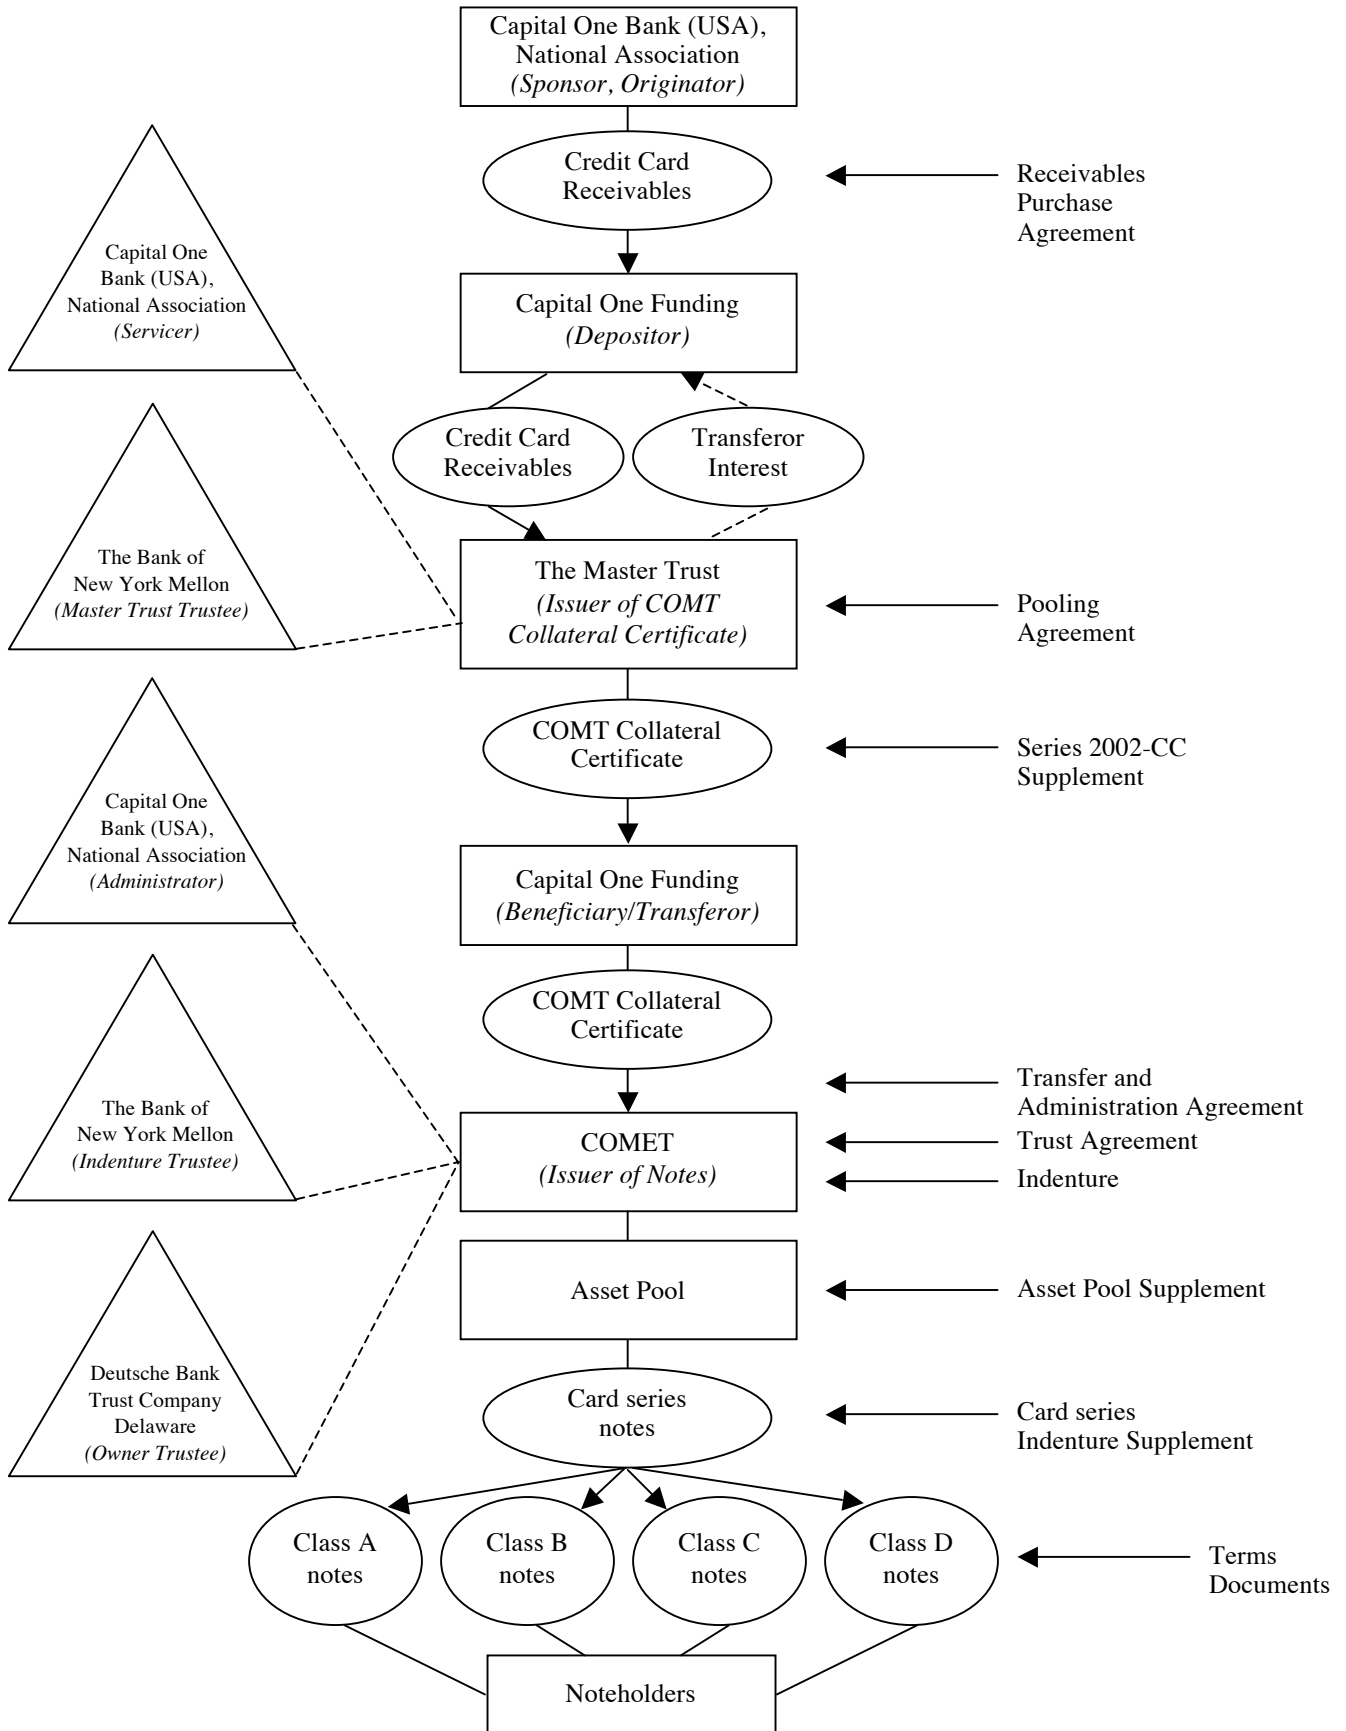 Capital One Bank (USA),
National Association
(Sponsor, Originator)
Credit Card
Receivables
Receivables
Purchase
Agreement
Capital One
Bank (USA),
National Association
(Servicer)
Capital One Funding
(Depositor)
Credit Card
Receivables
Transferor
Interest
The Bank of
New York Mellon
(Master Trust Trustee)
The Master Trust
(Issuer of COMT
Collateral Certificate)
Pooling
Agreement
COMT Collateral
Certificate
Series 2002-CC
Supplement
Capital One
Bank (USA),
National Association
(Administrator)
Capital One Funding
(Beneficiary/Transferor)
COMT Collateral
Certificate
Transfer and
Administration Agreement
Trust Agreement
Indenture
The Bank of
New York Mellon
(Indenture Trustee)
COMET
(Issuer of Notes)
Asset Pool
Asset Pool Supplement
Deutsche Bank
Trust Company
Delaware
(Owner Trustee)
Card series
notes
Card series
Indenture Supplement
Class A
notes
Class B
notes
Class C
notes
Class D
notes
Terms
Documents
Noteholders